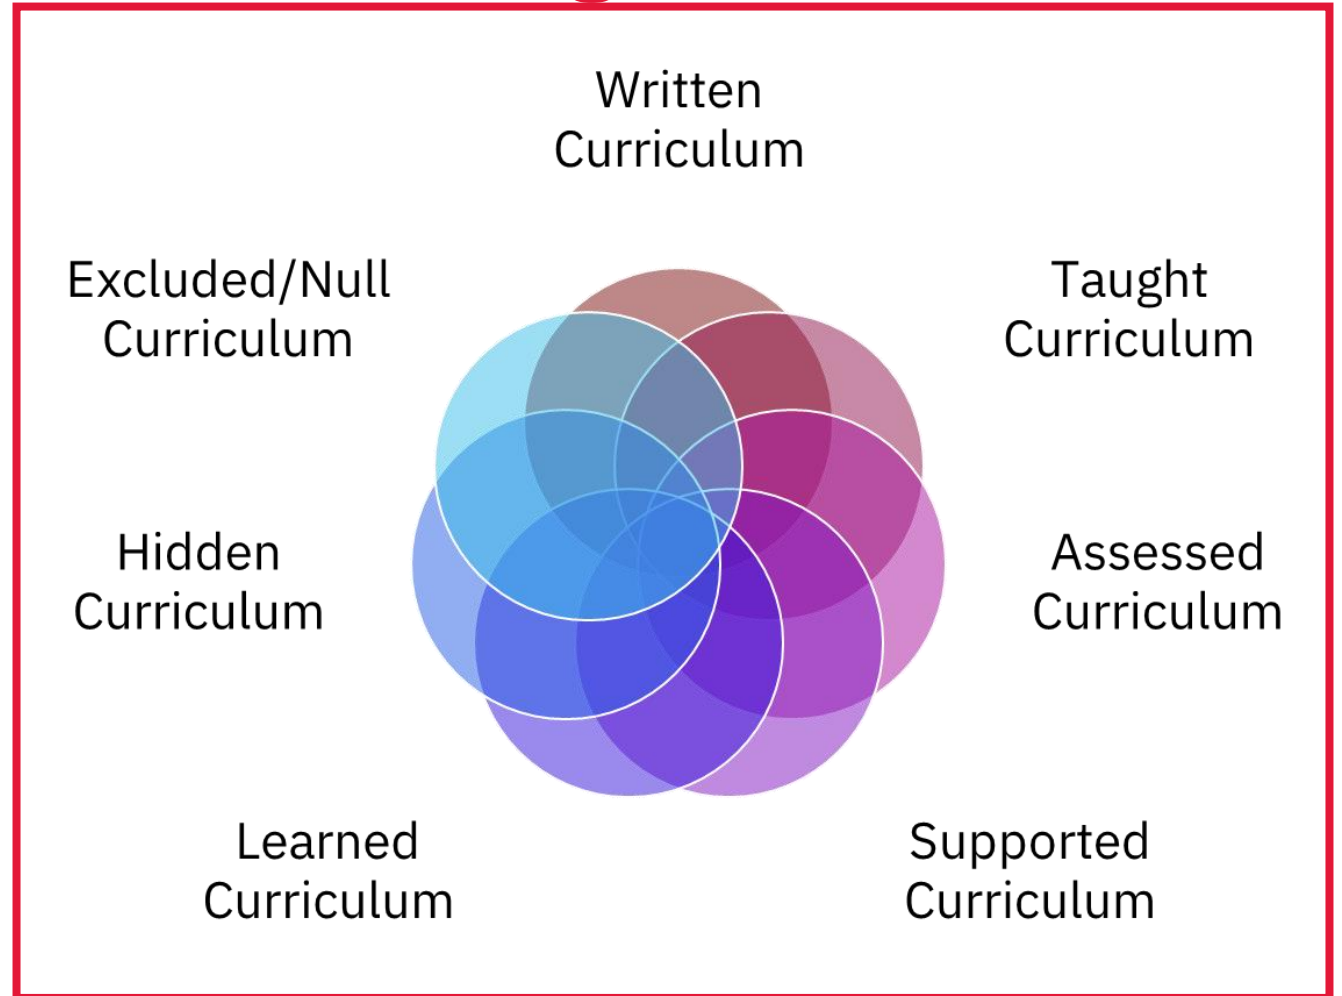 Written
Curriculum
Excluded/Null
Curriculum
Taught
Curriculum
Hidden
Curriculum
Assessed
Curriculum
Learned
Curriculum
Supported
Curriculum